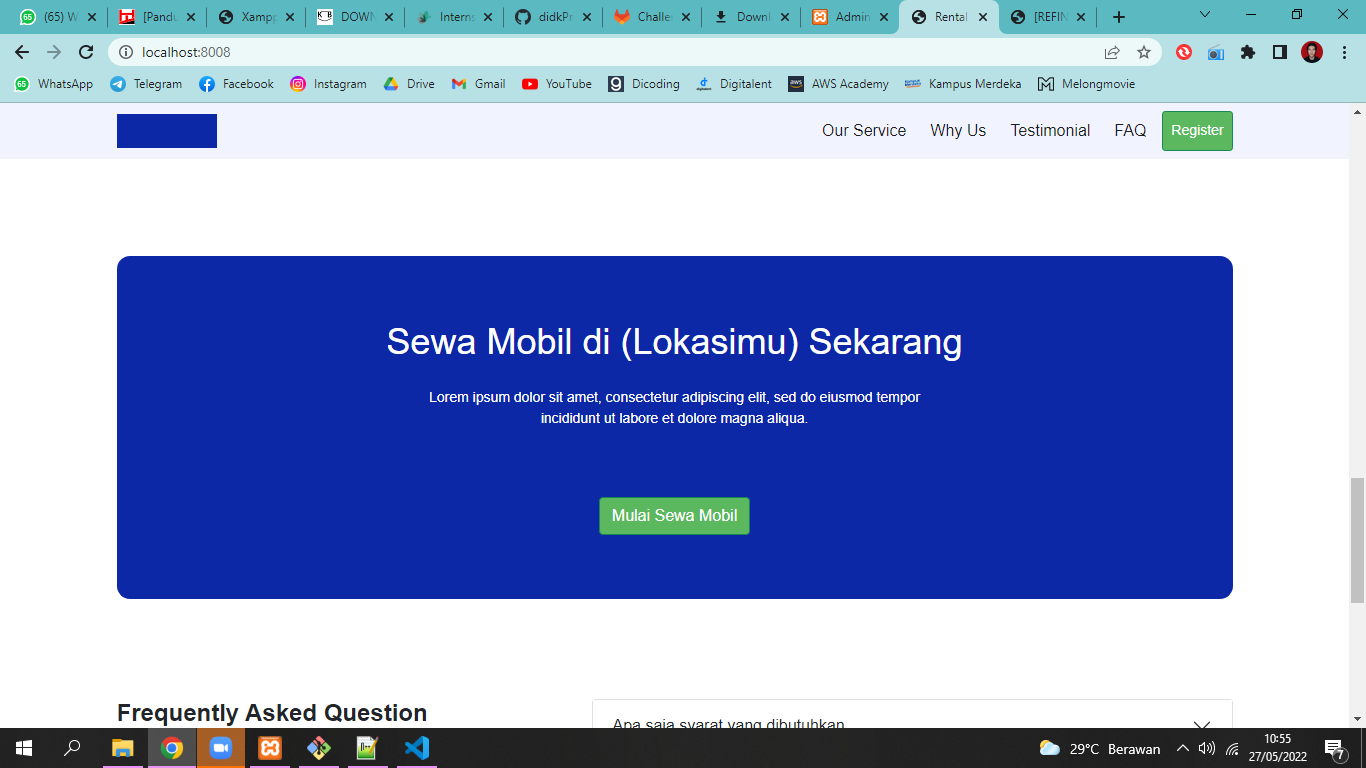 (65) W
[Pandu
Xampp
DOWN
Interns
didkPr
Challe
Downl
Admin
Rental
[REFIN
localhost:8008
65 WhatsApp
Telegram
Facebook
Instagram
Drive
Gmail
YouTube
Dicoding
Digitalent
AWS Academy
Kampus Merdeka
Melongmovie
Our Service
Why Us
Testimonial
FAQ
Register
Sewa Mobil di (Lokasimu) Sekarang
Lorem ipsum dolor sit amet, consectetur adipiscing elit, sed do eiusmod tempor
incididunt ut labore et dolore magna aliqua.
Mulai Sewa Mobil
Frequently Asked Question
Apa saja syarat yang dibutuhkan
29°C Berawan
10:55
27/05/2022
7